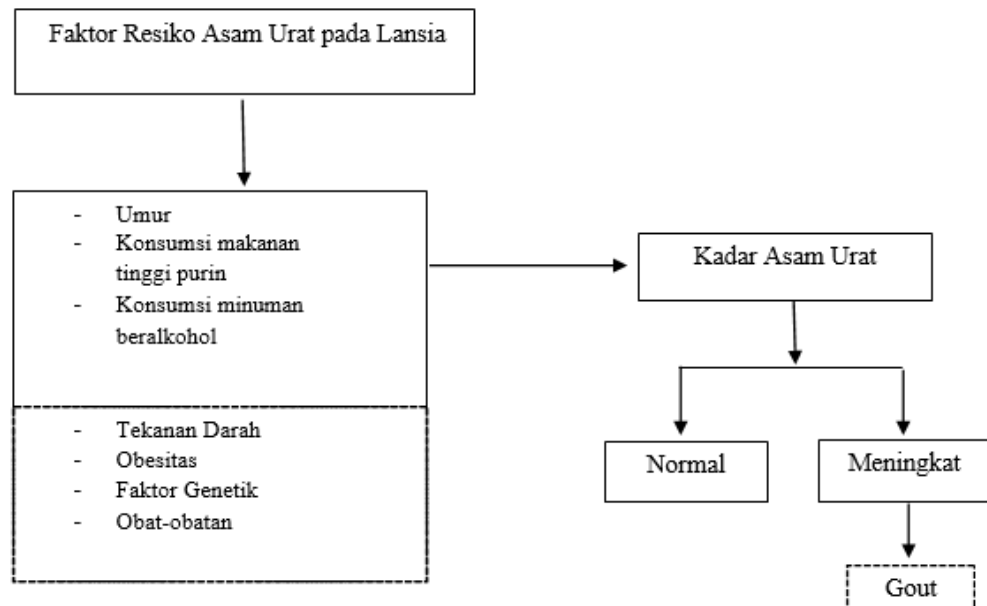 Faktor Resiko Asam Urat pada Lansia
- Umur
- Konsumsi makanan
tinggi purin
- Konsumsi minuman
beralkohol
- Tekanan Darah
- Obesitas
- Faktor Genetik
- Obat-obatan
Kadar Asam Urat
Normal
Meningkat
Gout